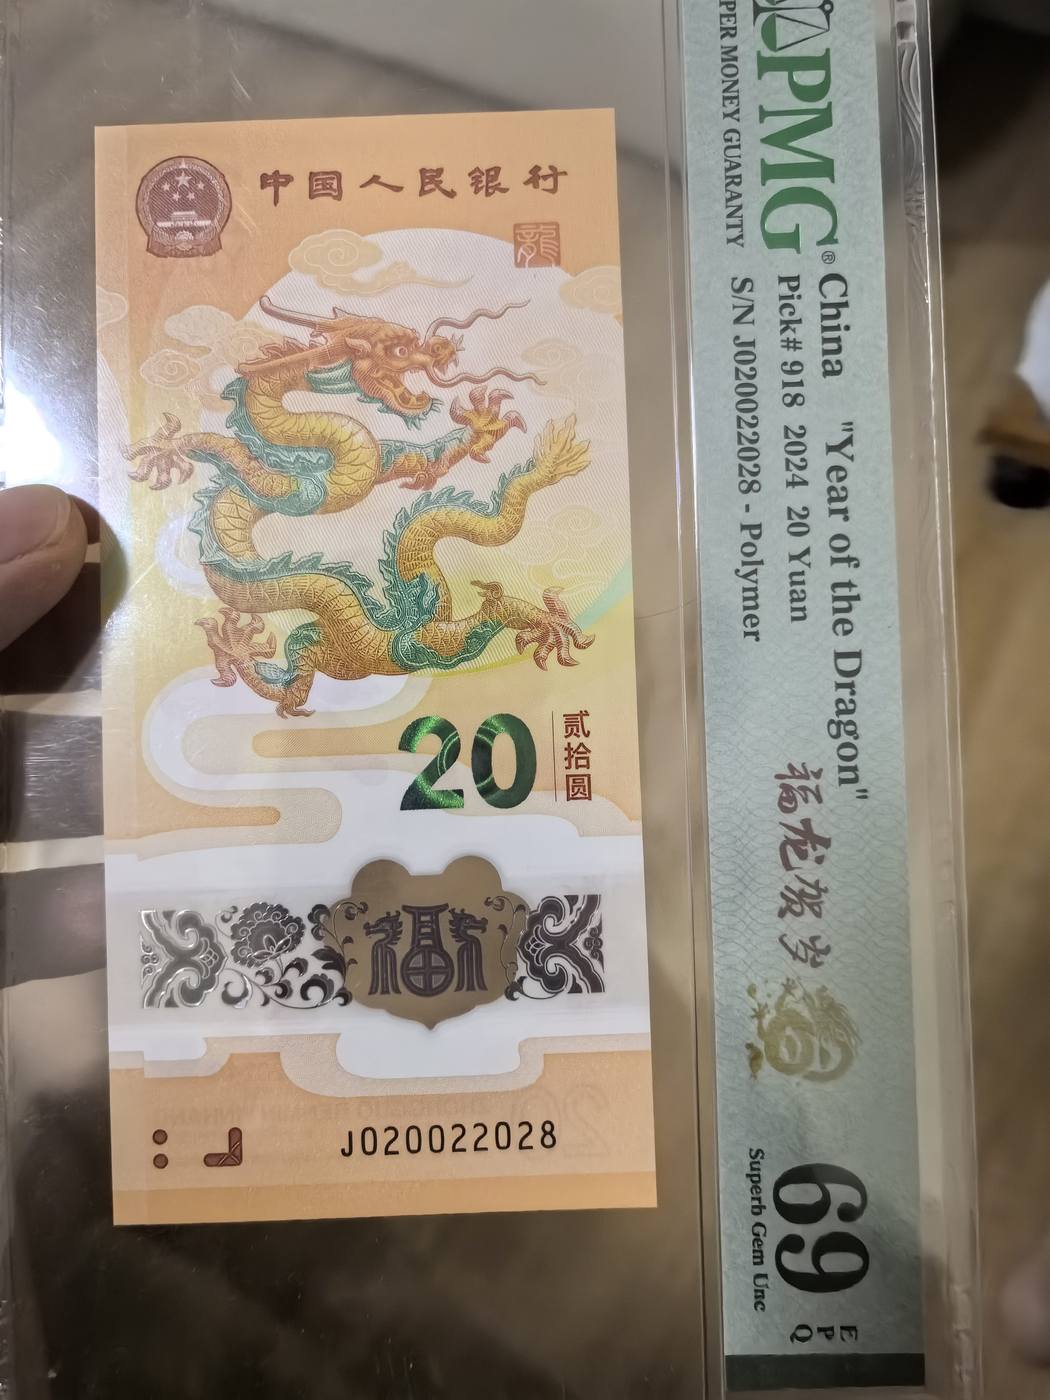 中国人民银行
龍
20
贰拾圆
福
J020022028
PMG®
PER MONEY GUARANTY
China "Year of the Dragon"
Pick# 918 2024 20 Yuan
S/N J020022028 - Polymer
福龙贺岁
69 EPQ
Superb Gem Unc